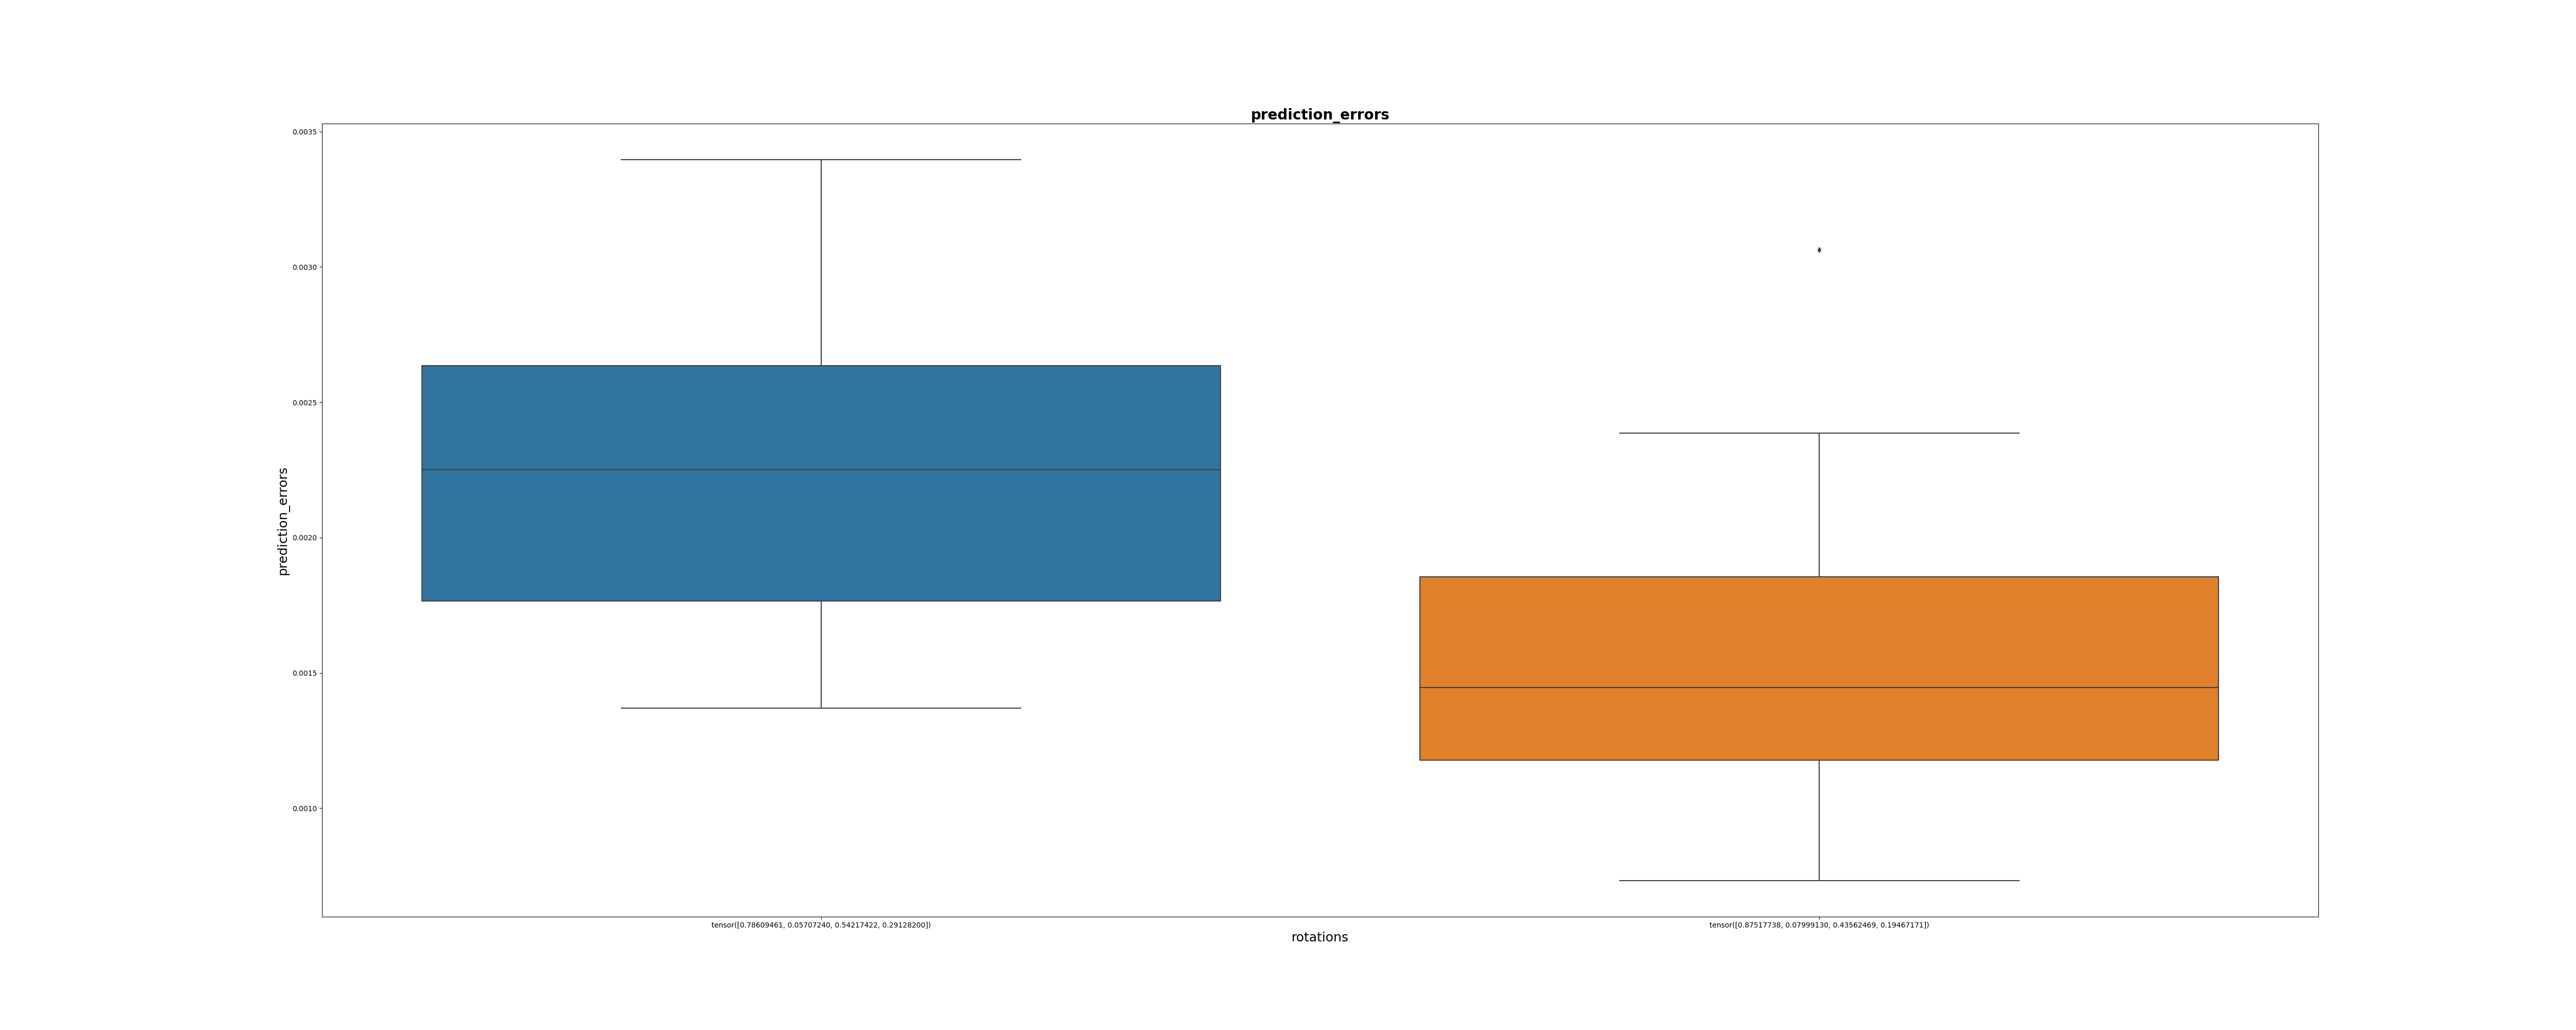 prediction_errors
0.0035
0.0030
0.0025
0.0020
0.0015
0.0010
prediction_errors
tensor([0.78609461, 0.05707240, 0.54217422, 0.29128200])
tensor([0.87517738, 0.07999130, 0.43562469, 0.19467171])
rotations